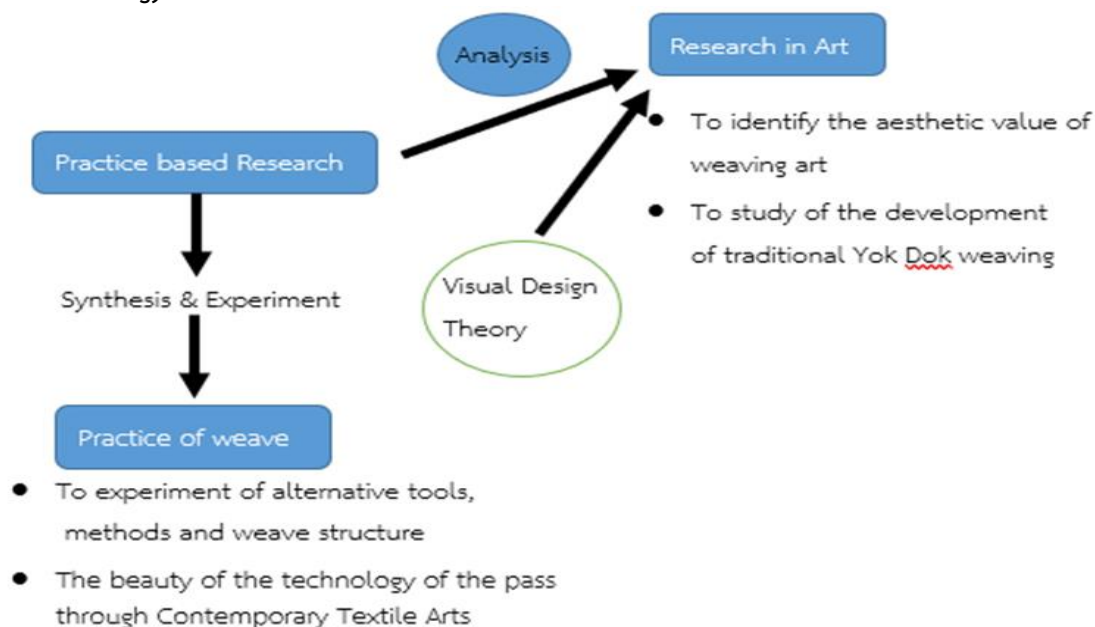 Analysis
Research in Art
To identify the aesthetic value of
weaving art
To study of the development
of traditional Yok Dok weaving
Practice based Research
Synthesis & Experiment
Visual Design
Theory
Practice of weave
To experiment of alternative tools,
methods and weave structure
The beauty of the technology of the pass
through Contemporary Textile Arts